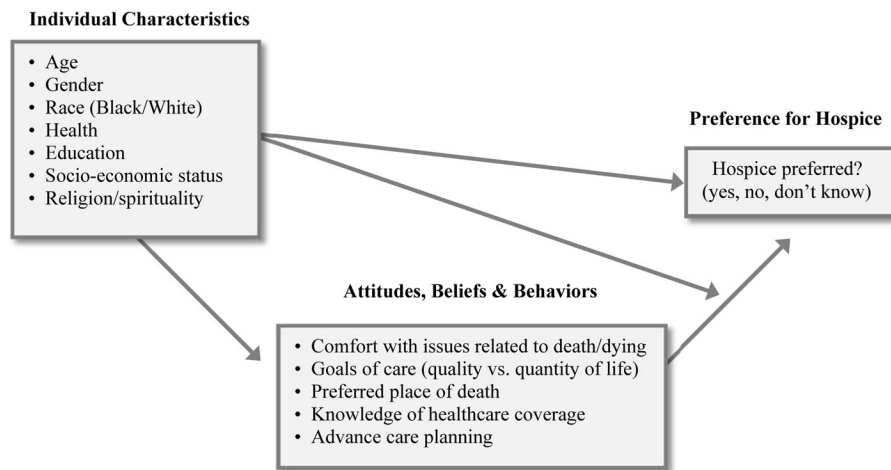 Individual Characteristics
• Age
• Gender
• Race (Black/White)
• Health
• Education
• Socio-economic status
• Religion/spirituality
Preference for Hospice
Hospice preferred?
(yes, no, don’t know)
Attitudes, Beliefs & Behaviors
• Comfort with issues related to death/dying
• Goals of care (quality vs. quantity of life)
• Preferred place of death
• Knowledge of healthcare coverage
• Advance care planning